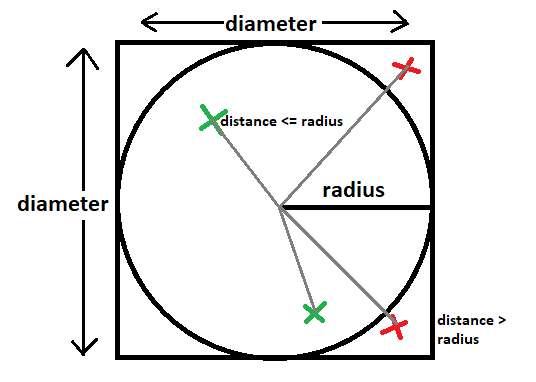 diameter
distance <= radius
radius
diameter
distance >
radius